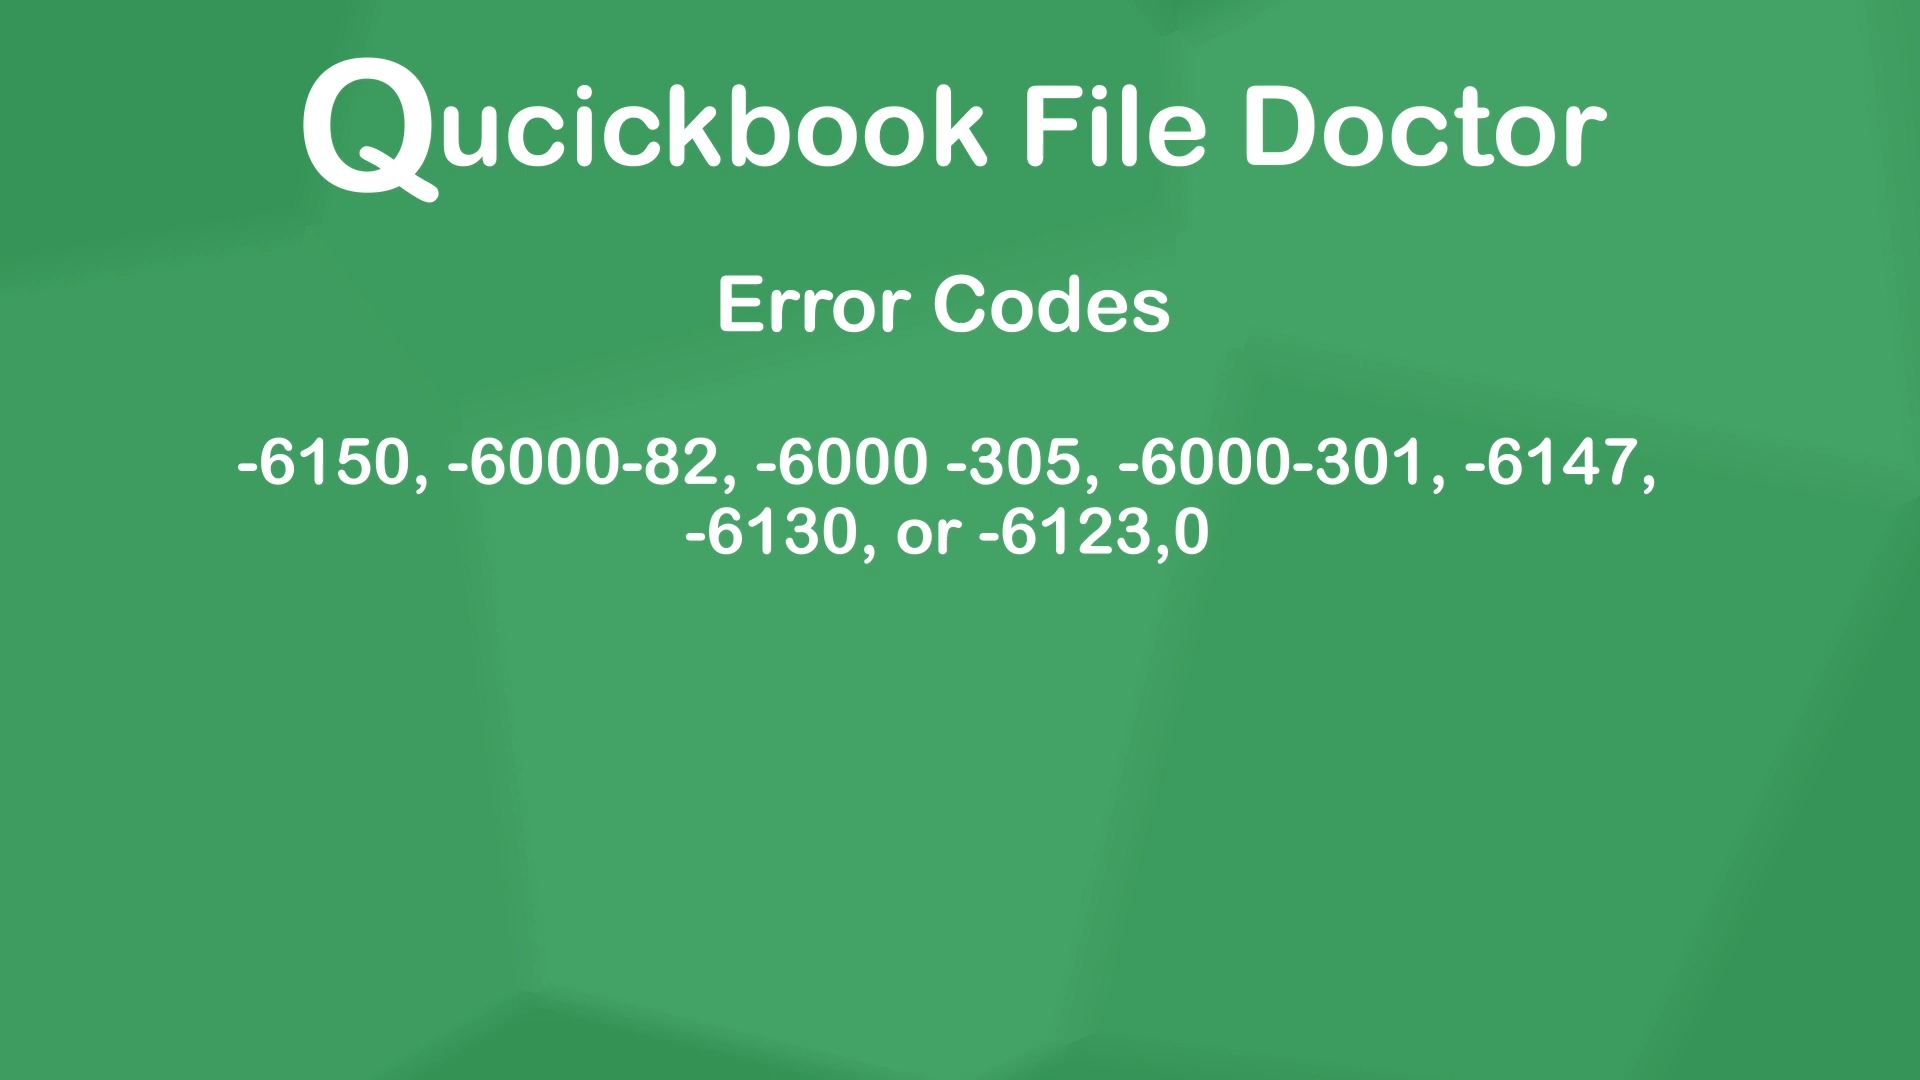 Qucickbook File Doctor
Error Codes
-6150, -6000-82, -6000 -305, -6000-301, -6147,
-6130, or -6123,0